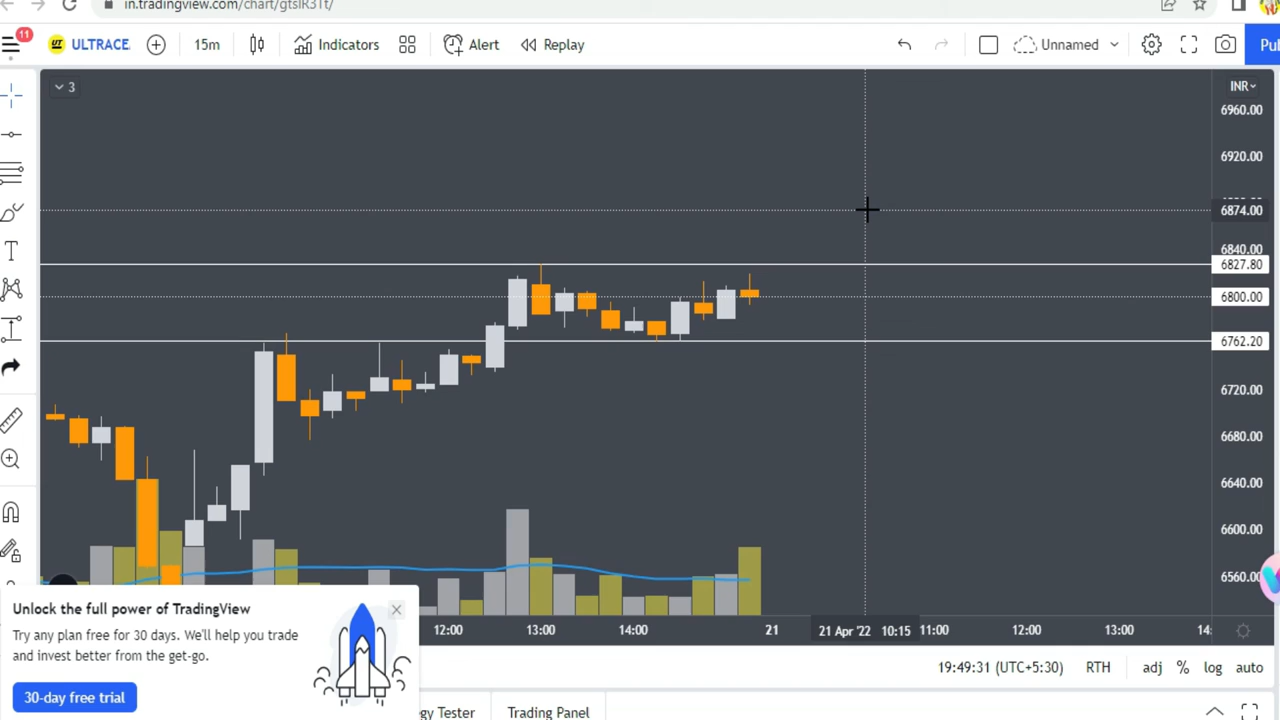 in.tradingview.com/chart/gtslR3Tt/
11
ULTRACE
15m
Indicators
Alert
Replay
Unnamed
3
INR
6960.00
6920.00
6874.00
6840.00
6827.80
6800.00
6762.20
6720.00
6680.00
6640.00
6600.00
6560.00
12:00 13:00 14:00 21 21 Apr '22 10:15 11:00 12:00 13:00 14:
Unlock the full power of TradingView
Try any plan free for 30 days. We'll help you trade
and invest better from the get-go.
30-day free trial
19:49:31 (UTC+5:30) RTH adj % log auto
gy Tester Trading Panel